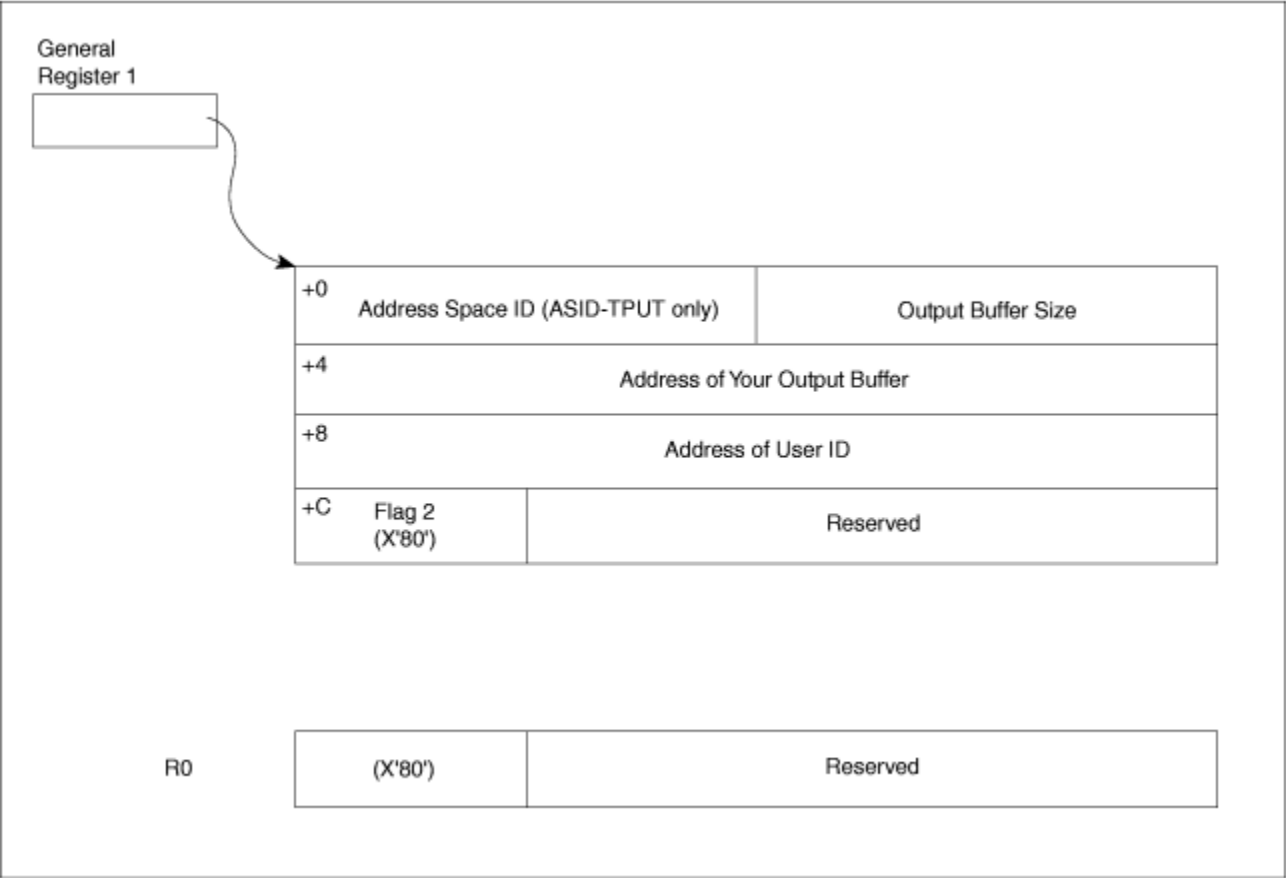 General
Register 1
+0
Address Space ID (ASID-TPUT only)
Output Buffer Size
+4
Address of Your Output Buffer
+8
Address of User ID
+C
Flag 2
(X'80')
Reserved
R0
(X'80')
Reserved